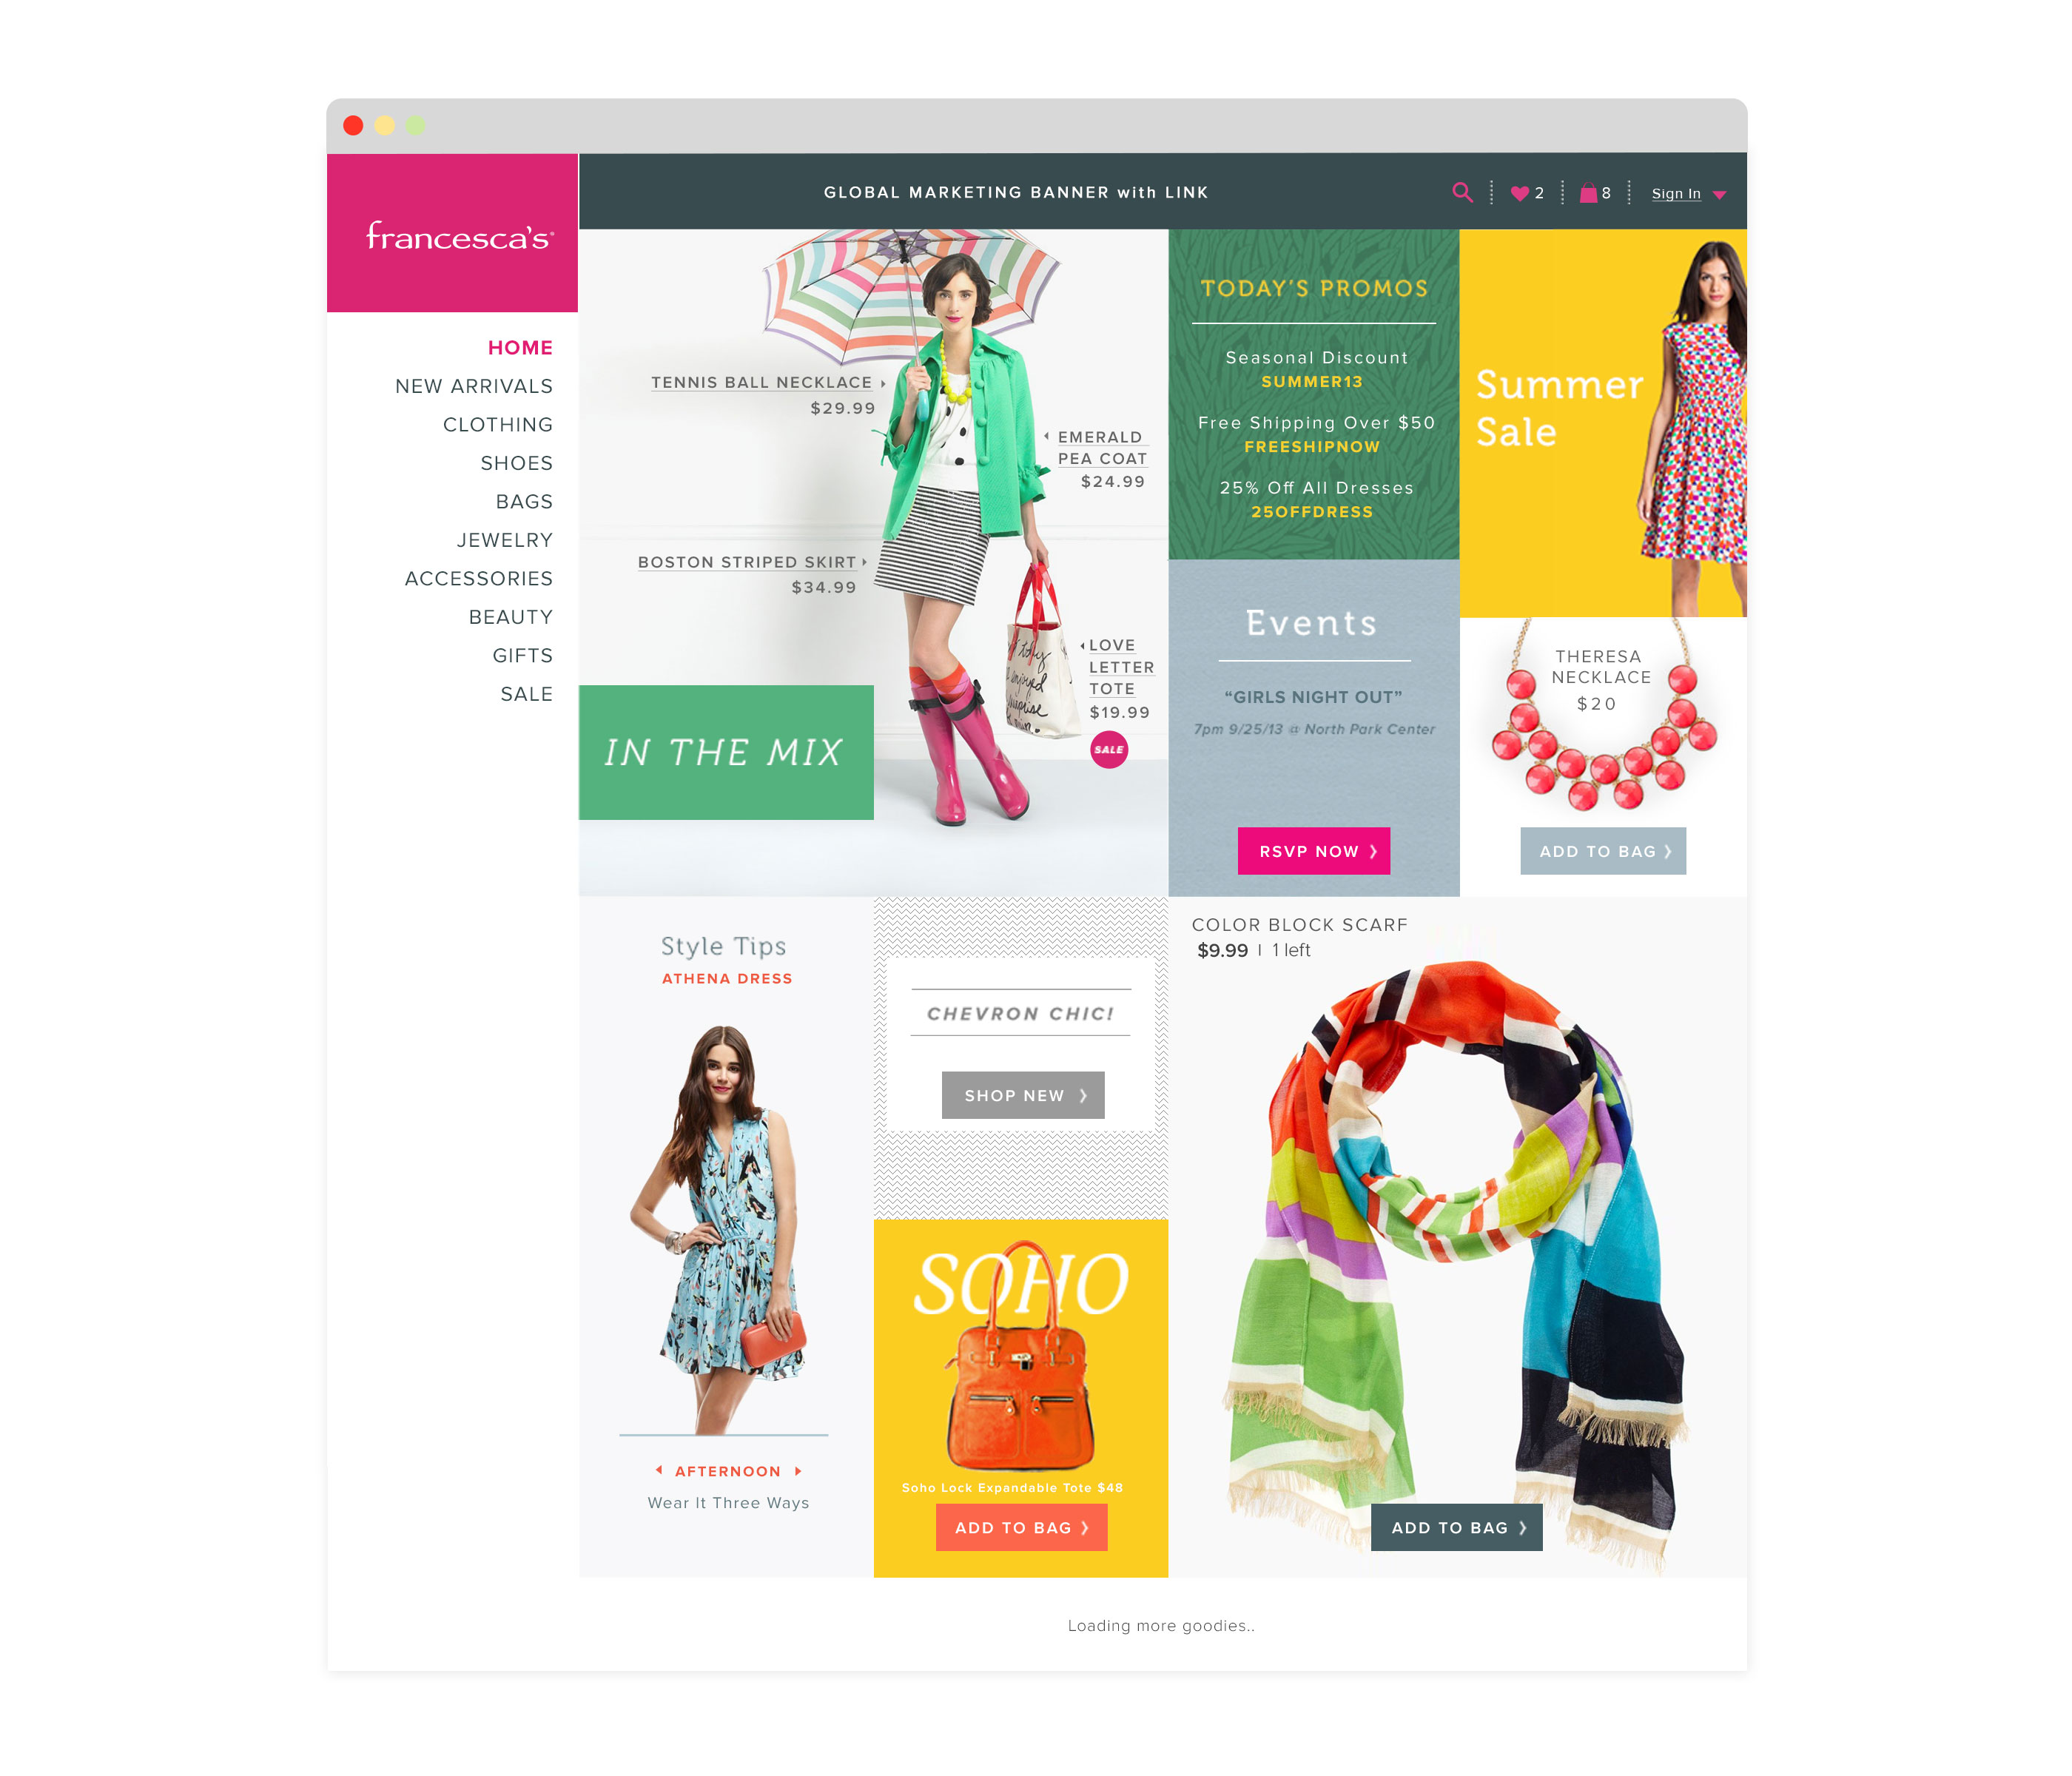 francesca's®
GLOBAL MARKETING BANNER with LINK
2
8
Sign In
HOME
NEW ARRIVALS
CLOTHING
SHOES
BAGS
JEWELRY
ACCESSORIES
BEAUTY
GIFTS
SALE
TENNIS BALL NECKLACE
$29.99
EMERALD
PEA COAT
$24.99
BOSTON STRIPED SKIRT
$34.99
LOVE
LETTER
TOTE
$19.99
SALE
IN THE MIX
TODAY'S PROMOS
Seasonal Discount
SUMMER13
Free Shipping Over $50
FREESHIPNOW
25% Off All Dresses
25OFFDRESS
Summer
Sale
Events
“GIRLS NIGHT OUT”
7pm 9/25/13 @ North Park Center
RSVP NOW
THERESA
NECKLACE
$20
ADD TO BAG
Style Tips
ATHENA DRESS
AFTERNOON
Wear It Three Ways
CHEVRON CHIC!
SHOP NEW
SOHO
Soho Lock Expandable Tote $48
ADD TO BAG
COLOR BLOCK SCARF
$9.99 | 1 left
ADD TO BAG
Loading more goodies..